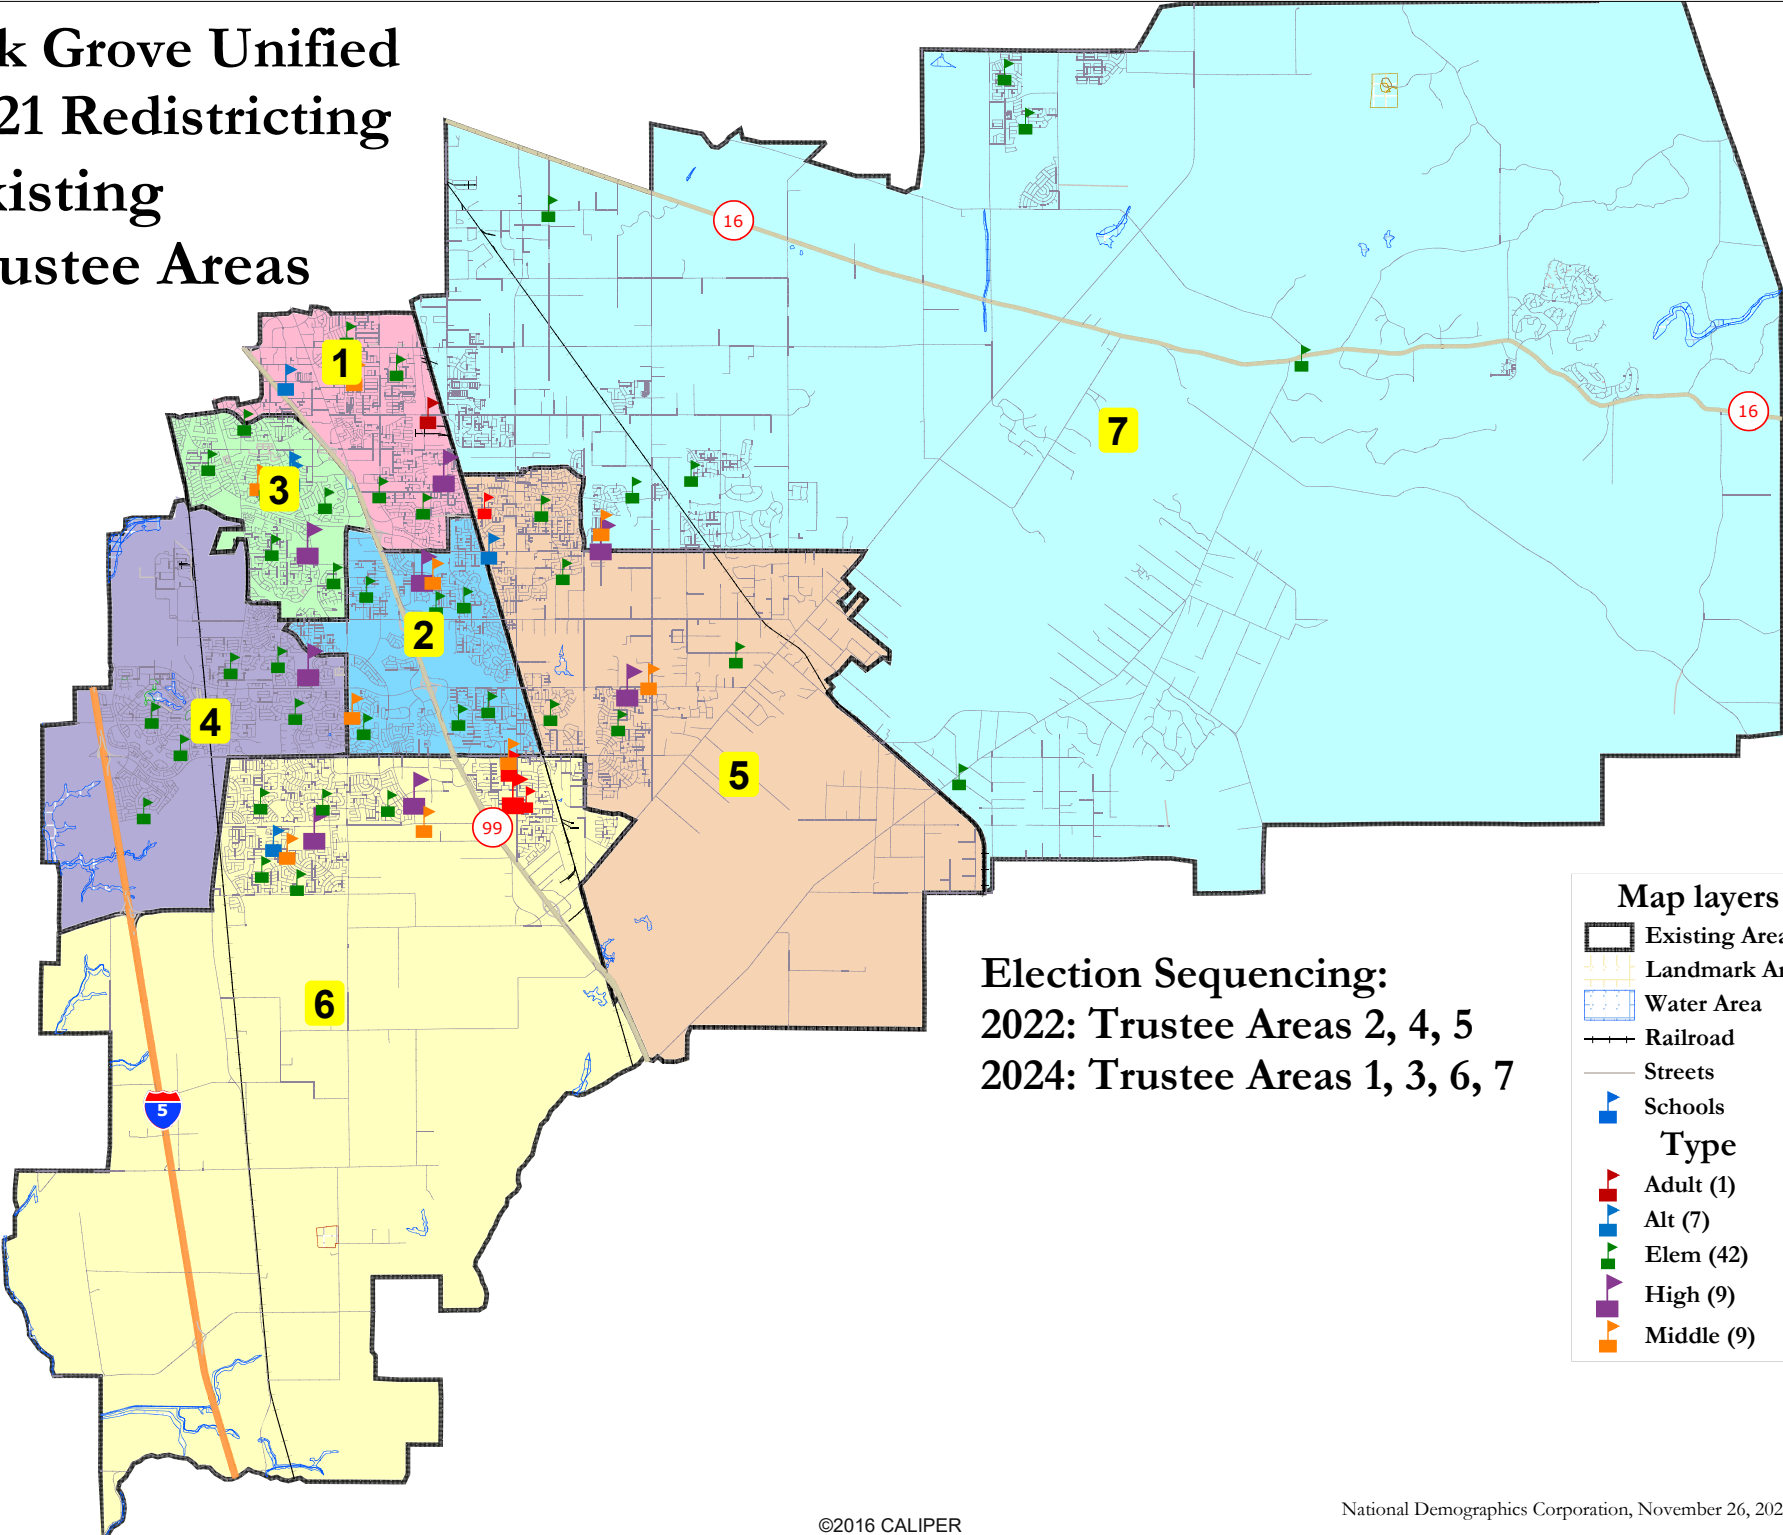 k Grove Unified
21 Redistricting
xisting
rustee Areas
16
16
1
7
3
2
4
5
99
6
5
Election Sequencing:
2022: Trustee Areas 2, 4, 5
2024: Trustee Areas 1, 3, 6, 7
Map layers
Existing Area
Landmark Ar
Water Area
Railroad
Streets
Schools
Type
Adult (1)
Alt (7)
Elem (42)
High (9)
Middle (9)
National Demographics Corporation, November 26, 202
©2016 CALIPER